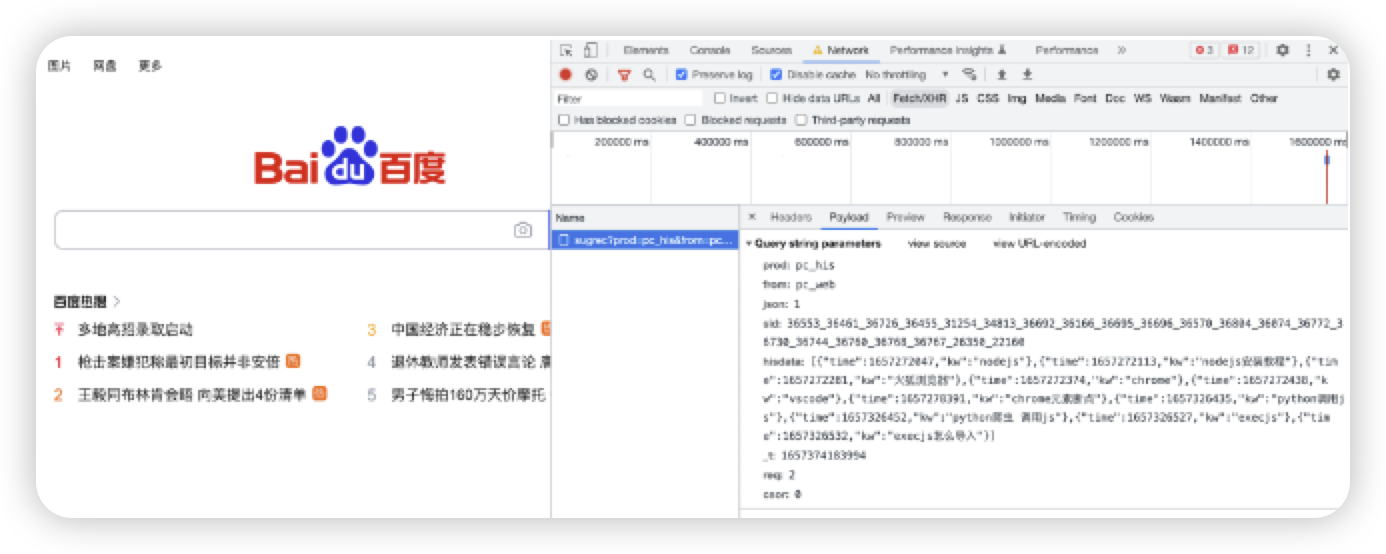 图片 网盘 更多
Bai du 百度
百度热搜 >
多地高招录取启动
3 中国经济正在稳步恢复
1 枪击案嫌犯称最初目标并非安倍 热
4 退休教师发表错误言论
2 王毅同布林肯会晤 向美提出4份清单 热
5 男子悔拍160万天价摩托
Elements Console Sources Network Performance insights Performance »
3 12
Preserve log Disable cache No throttling
Filter Invert Hide data URLs All Fetch/XHR JS CSS Img Media Font Doc WS Wasm Manifest Other
Has blocked cookies Blocked requests Third-party requests
200000 ms 400000 ms 600000 ms 800000 ms 1000000 ms 1200000 ms 1400000 ms 1600000 ms
Name
sugrec?prod=pc_his&from=pc...
Headers Payload Preview Response Initiator Timing Cookies
Query string parameters view source view URL-encoded
prod: pc_his
from: pc_web
json: 1
sid: 36553_36461_36726_36455_31254_34813_36692_36166_36695_36696_36570_36804_36074_36772_3
6730_36744_36760_36768_36767_26350_22160
hisdata: [{"time":1657272047,"kw":"nodejs"},{"time":1657272113,"kw":"nodejs安装教程"},{"tim
e":1657272281,"kw":"火狐浏览器"},{"time":1657272374,"kw":"chrome"},{"time":1657272438,"k
w":"vscode"},{"time":1657278391,"kw":"chrome元素断点"},{"time":1657326435,"kw":"python调用j
s"},{"time":1657326452,"kw":"python爬虫 调用js"},{"time":1657326527,"kw":"execjs"},{"tim
e":1657326532,"kw":"execjs怎么导入"}]
_t: 1657374183994
req: 2
csor: 0